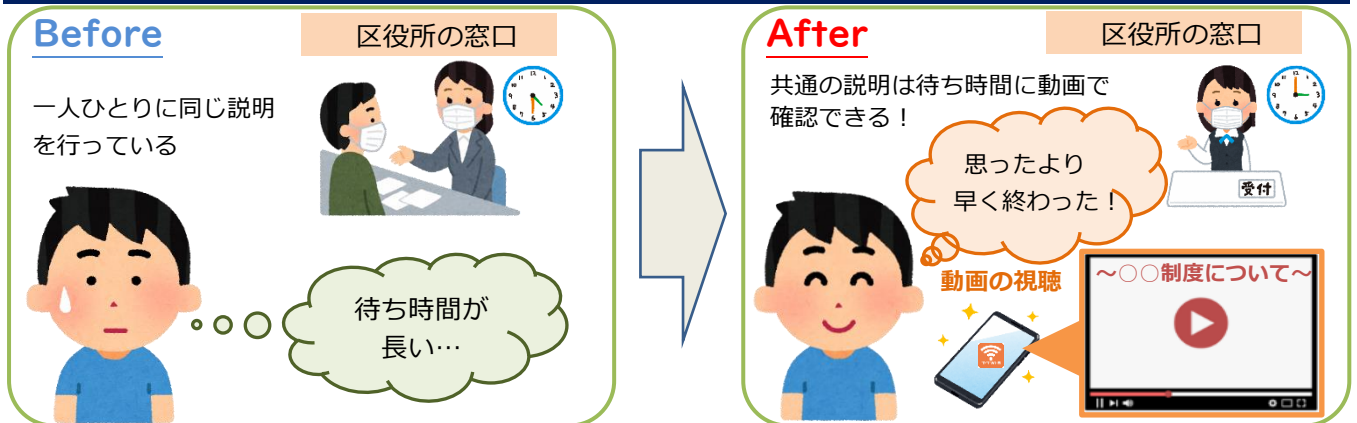 Before
区役所の窓口
一人ひとりに同じ説明
を行っている
待ち時間が
長い…
After
区役所の窓口
共通の説明は待ち時間に動画で
確認できる！
思ったより
早く終わった！
受付
動画の視聴
～○○制度について～